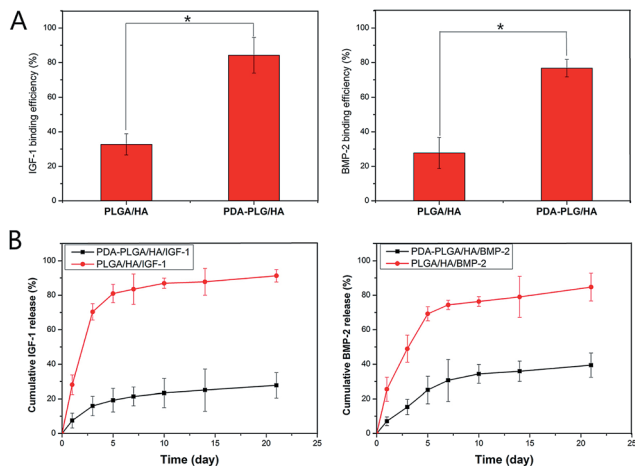 A
IGF-1 binding efficiency (%)
100
80
60
40
20
0
*
PLGA/HA
PDA-PLG/HA
BMP-2 binding efficiency (%)
100
80
60
40
20
0
*
PLGA/HA
PDA-PLG/HA
B
Cumulative IGF-1 release (%)
100
80
60
40
20
0
PDA-PLGA/HA/IGF-1
PLGA/HA/IGF-1
0
5
10
15
20
25
Time (day)
Cumulative BMP-2 release (%)
100
80
60
40
20
0
PDA-PLGA/HA/BMP-2
PLGA/HA/BMP-2
0
5
10
15
20
25
Time (day)